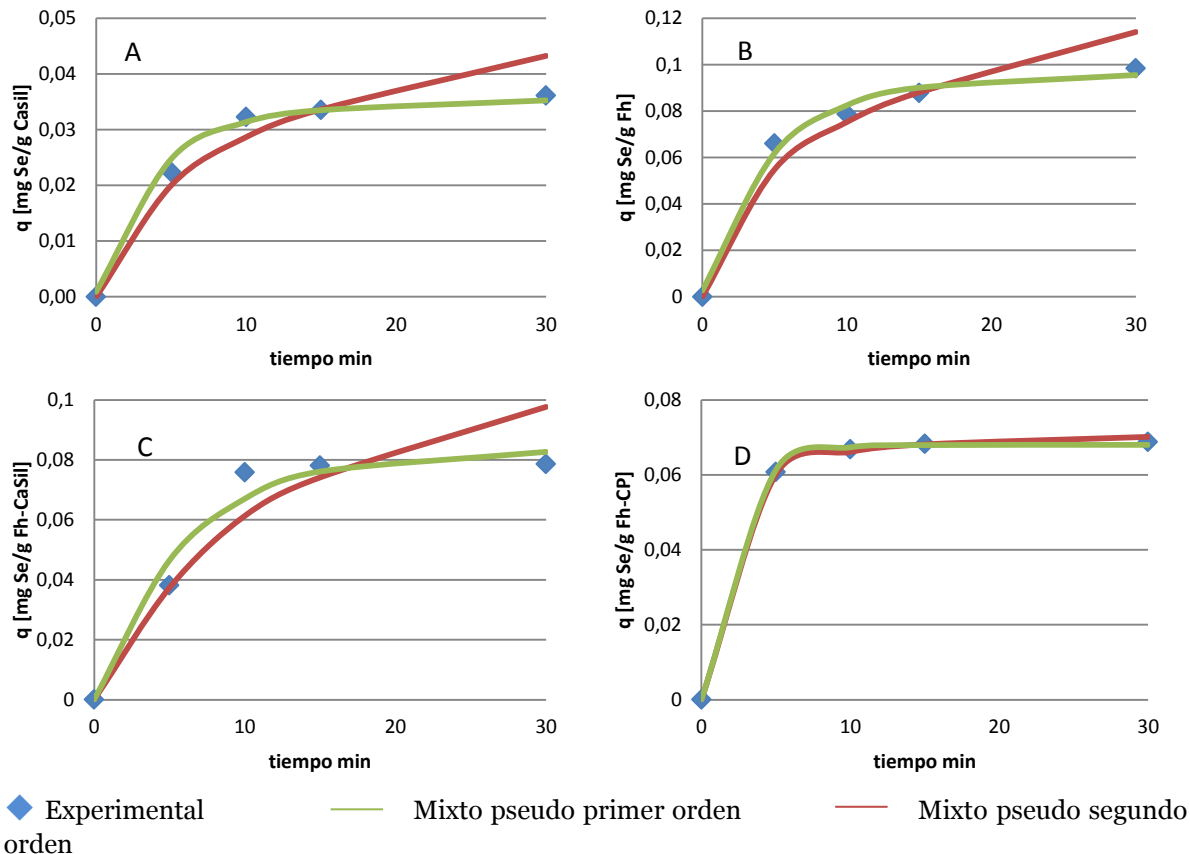 0,05
0,04
0,03
0,02
0,01
0,00
A
q [mg Se/g Casil]
0
10
20
30
tiempo min
0,12
0,1
0,08
0,06
0,04
0,02
0
B
q [mg Se/g Fh]
0
10
20
30
tiempo min
0,1
0,08
0,06
0,04
0,02
0
C
q [mg Se/g Fh-CaSil]
0
10
20
30
tiempo min
0,08
0,06
0,04
0,02
0
D
q [mg Se/g Fh-CP]
0
10
20
30
tiempo min
Experimental Mixto pseudo primer orden Mixto pseudo segundo
orden